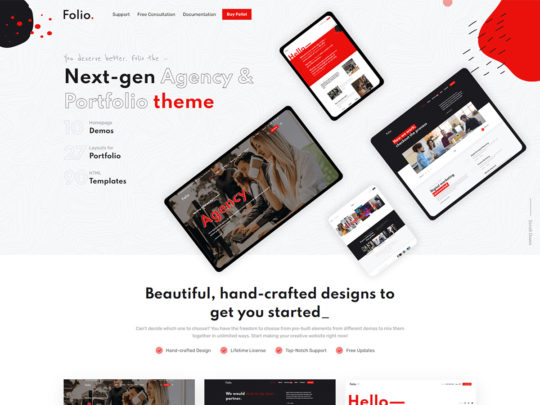 Folio.
Support Free Consultation Documentation Buy Folio!
You deserve better. Folio the -
Next-gen Agency &
Portfolio theme
10 Homepage
Demos
27 Layouts for
Portfolio
90 HTML
Templates
Hello
Agency
Digital marketing
Scroll Down
Beautiful, hand-crafted designs to
get you started_
Can't decide which one to choose? You have the freedom to choose from pre-built elements from different demos to mix them
together in unlimited ways. Start making your creative website right now!
Hand-crafted Design Lifetime License Top-Notch Support Free Updates
Folio.
We would
partner.
Hello—